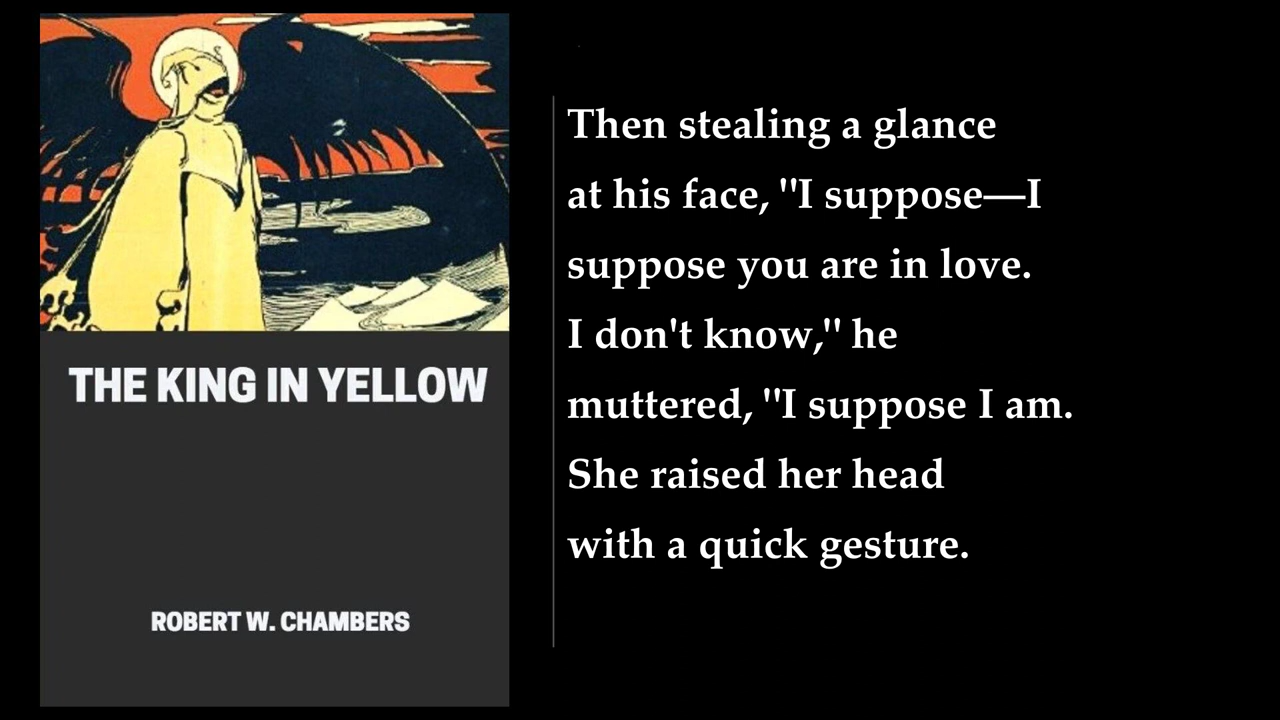 THE KING IN YELLOW
ROBERT W. CHAMBERS
Then stealing a glance
at his face, "I suppose—I
suppose you are in love.
I don't know," he
muttered, "I suppose I am.
She raised her head
with a quick gesture.